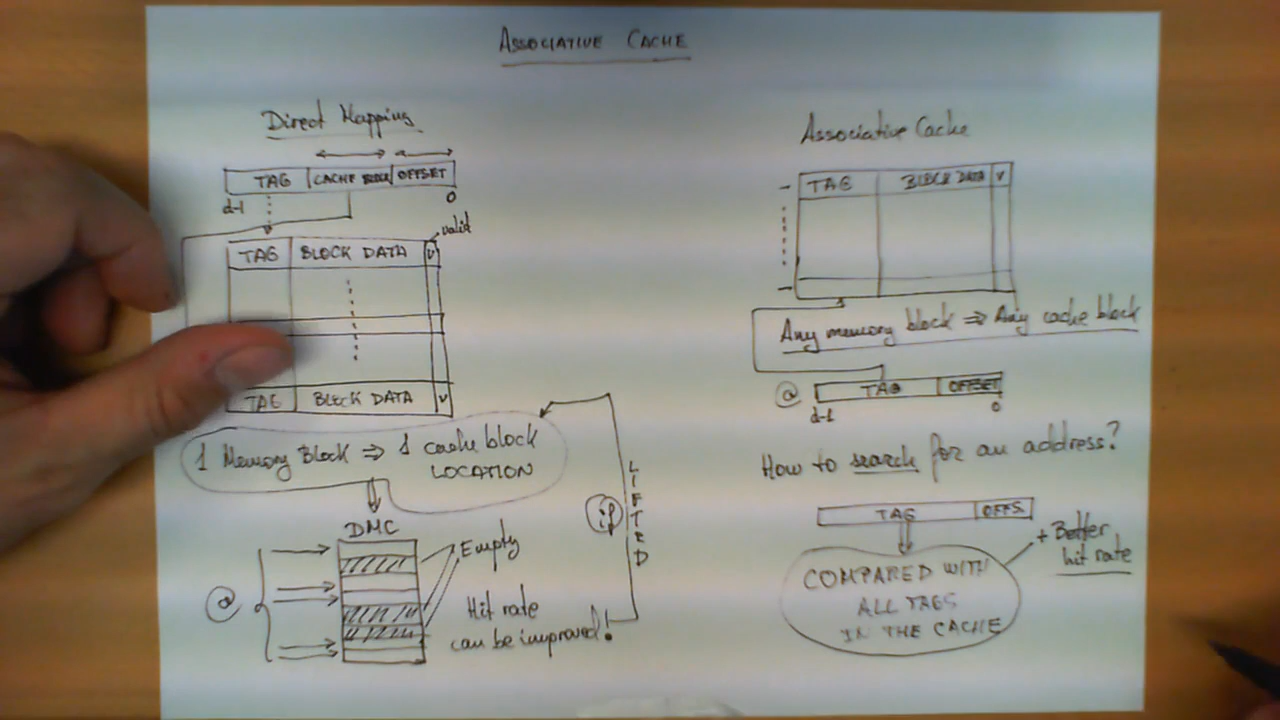 ASSOCIATIVE CACHE
Direct Mapping
TAG CACHE BLOCK OFFSET
d-1 0
valid
TAG BLOCK DATA V
TAG BLOCK DATA V
1 MEMORY BLOCK ⇒ 1 cache block
LOCATION
DMC
@
Empty
Hit rate
can be improved!
if
LIFTED
Associative Cache
TAG BLOCK DATA V
Any memory block ⇒ Any cache block
@ TAG OFFSET
d-1 0
How to search for an address?
TAG OFFS.
COMPARED WITH
ALL TAGS
IN THE CACHE
+ Better
hit rate